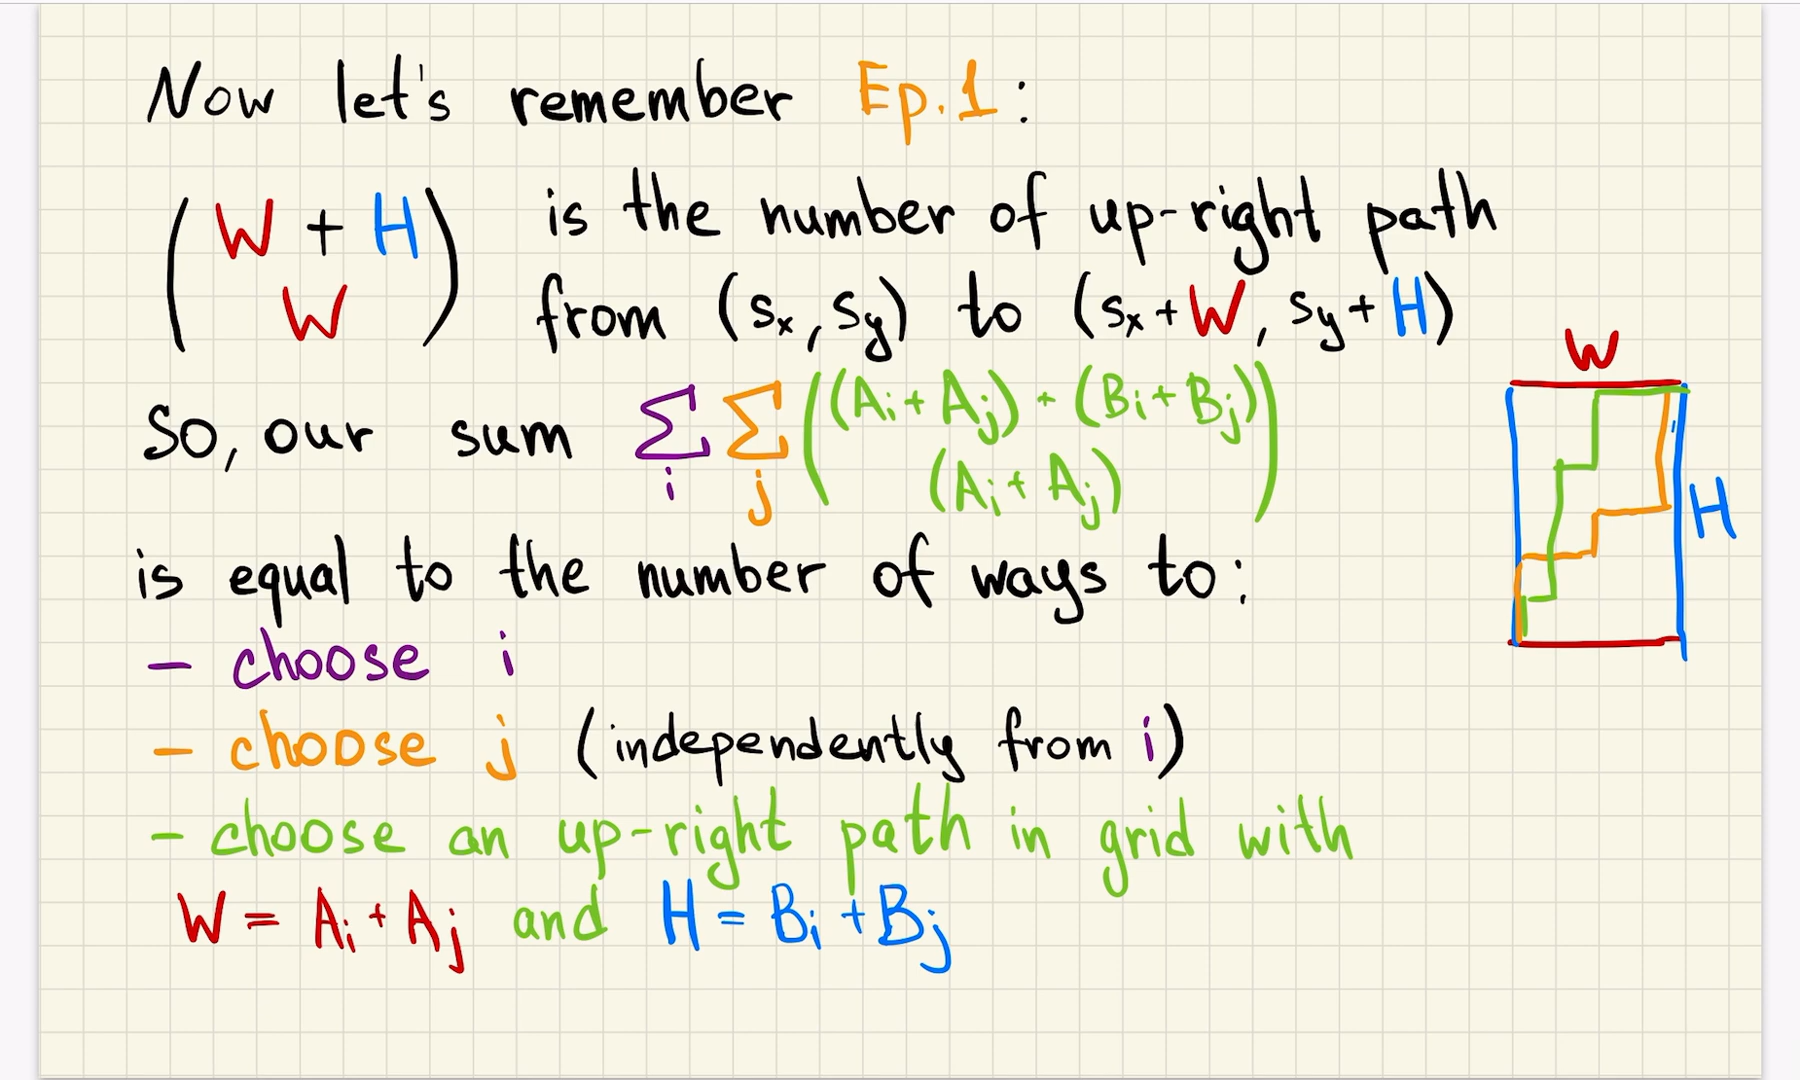 Now let's remember Ep.1:
(W + H) is the number of up-right path
(W) from (sx, sy) to (sx + W, sy + H)
W
So, our sum Σi Σj ((Ai + Aj) + (Bi + Bj))
(Ai + Aj)
H
is equal to the number of ways to:
- choose i
- choose j (independently from i)
- choose an up-right path in grid with
W = Ai + Aj and H = Bi + Bj